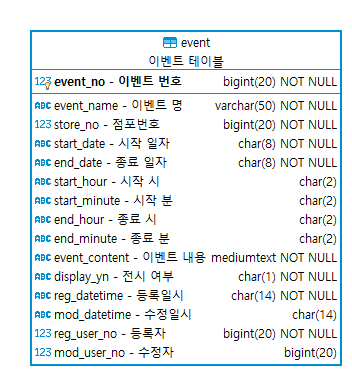 event
이벤트 테이블
123 event_no - 이벤트 번호 bigint(20) NOT NULL
ABC event_name - 이벤트 명 varchar(50) NOT NULL
123 store_no - 점포번호 bigint(20) NOT NULL
ABC start_date - 시작 일자 char(8) NOT NULL
ABC end_date - 종료 일자 char(8) NOT NULL
ABC start_hour - 시작 시 char(2)
ABC start_minute - 시작 분 char(2)
ABC end_hour - 종료 시 char(2)
ABC end_minute - 종료 분 char(2)
ABC event_content - 이벤트 내용 mediumtext NOT NULL
ABC display_yn - 전시 여부 char(1) NOT NULL
ABC reg_datetime - 등록일시 char(14) NOT NULL
ABC mod_datetime - 수정일시 char(14)
123 reg_user_no - 등록자 bigint(20) NOT NULL
123 mod_user_no - 수정자 bigint(20)